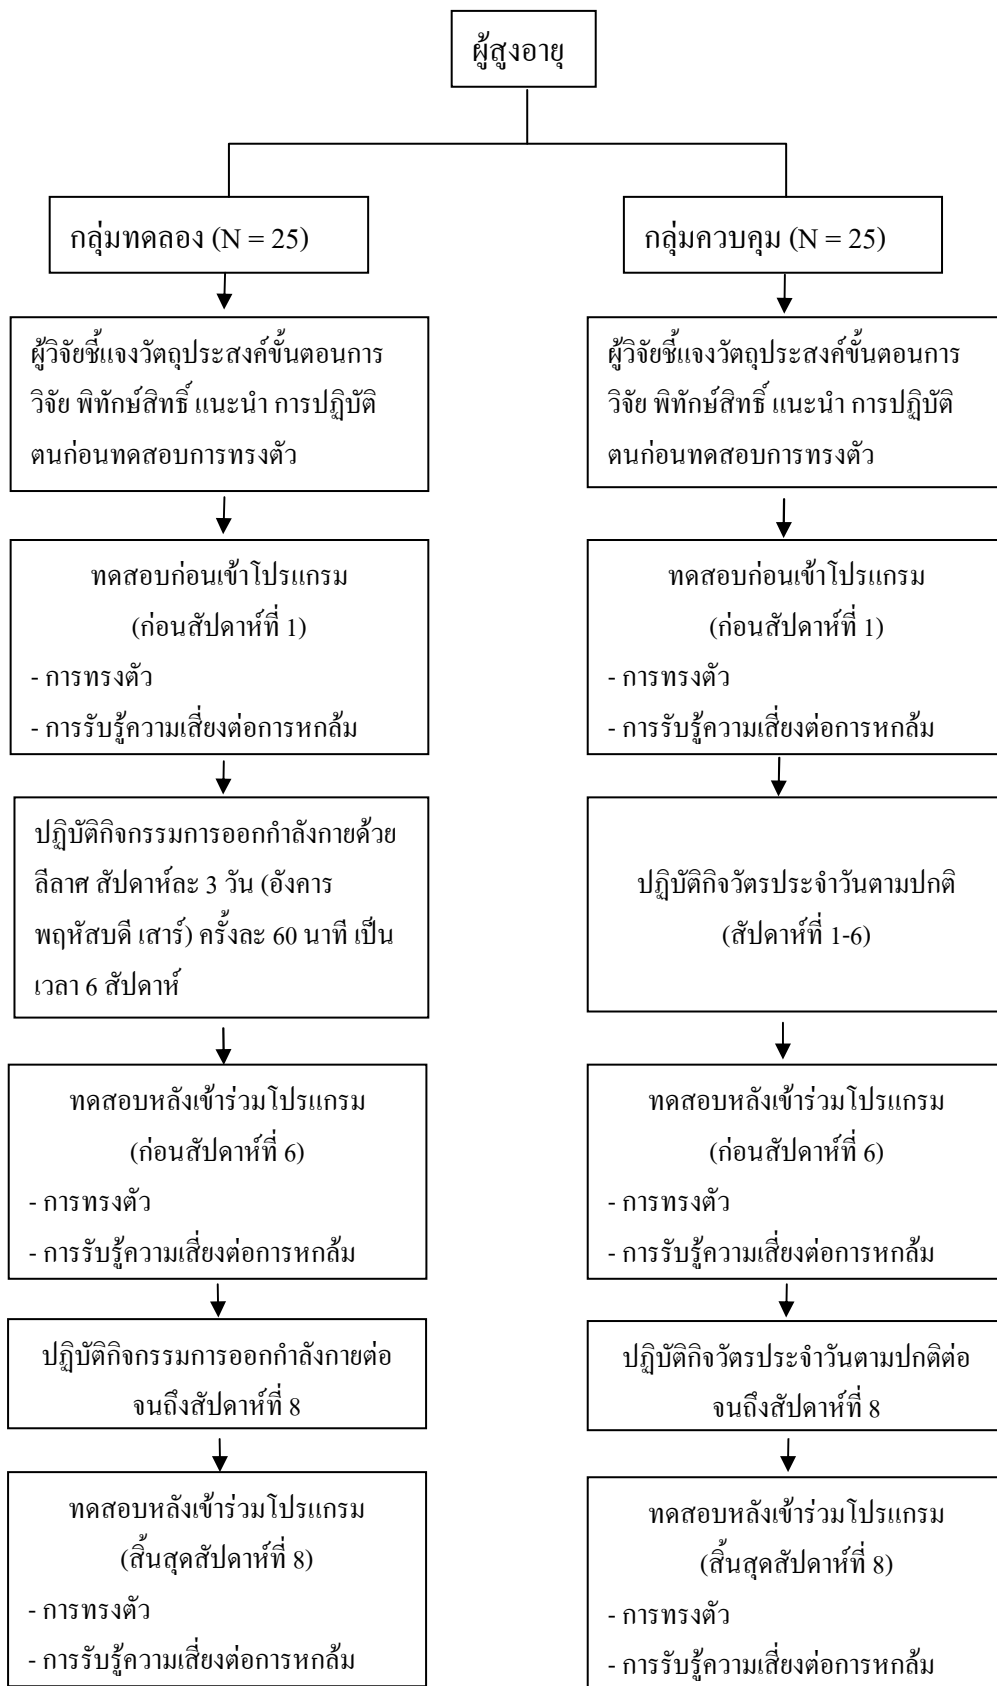 ผู้สูงอายุ
กลุ่มทดลอง (N = 25)
กลุ่มควบคุม (N = 25)
ผู้วิจัยชี้แจงวัตถุประสงค์ขั้นตอนการ
วิจัย พิทักษ์สิทธิ์ แนะนำ การปฏิบัติ
ตนก่อนทดสอบการทรงตัว
ผู้วิจัยชี้แจงวัตถุประสงค์ขั้นตอนการ
วิจัย พิทักษ์สิทธิ์ แนะนำ การปฏิบัติ
ตนก่อนทดสอบการทรงตัว
ทดสอบก่อนเข้าโปรแกรม
(ก่อนสัปดาห์ที่ 1)
- การทรงตัว
- การรับรู้ความเสี่ยงต่อการหกล้ม
ทดสอบก่อนเข้าโปรแกรม
(ก่อนสัปดาห์ที่ 1)
- การทรงตัว
- การรับรู้ความเสี่ยงต่อการหกล้ม
ปฏิบัติกิจกรรมการออกกำลังกายด้วย
ลีลาศ สัปดาห์ละ 3 วัน (อังคาร
พฤหัสบดี เสาร์) ครั้งละ 60 นาที เป็น
เวลา 6 สัปดาห์
ปฏิบัติกิจวัตรประจำวันตามปกติ
(สัปดาห์ที่ 1-6)
ทดสอบหลังเข้าร่วมโปรแกรม
(ก่อนสัปดาห์ที่ 6)
- การทรงตัว
- การรับรู้ความเสี่ยงต่อการหกล้ม
ทดสอบหลังเข้าร่วมโปรแกรม
(ก่อนสัปดาห์ที่ 6)
- การทรงตัว
- การรับรู้ความเสี่ยงต่อการหกล้ม
ปฏิบัติกิจกรรมการออกกำลังกายต่อ
จนถึงสัปดาห์ที่ 8
ปฏิบัติกิจวัตรประจำวันตามปกติต่อ
จนถึงสัปดาห์ที่ 8
ทดสอบหลังเข้าร่วมโปรแกรม
(สิ้นสุดสัปดาห์ที่ 8)
- การทรงตัว
- การรับรู้ความเสี่ยงต่อการหกล้ม
ทดสอบหลังเข้าร่วมโปรแกรม
(สิ้นสุดสัปดาห์ที่ 8)
- การทรงตัว
- การรับรู้ความเสี่ยงต่อการหกล้ม